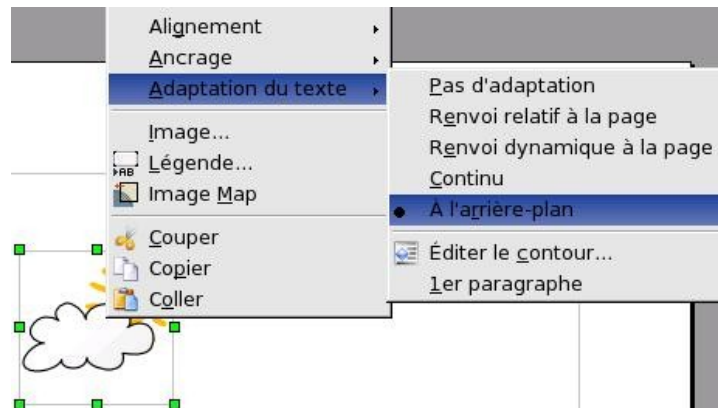 Alignement
Ancrage
Adaptation du texte
Image...
Légende...
Image Map
Couper
Copier
Coller
Pas d'adaptation
Renvoi relatif à la page
Renvoi dynamique à la page
Continu
À l'arrière-plan
Éditer le contour...
1er paragraphe